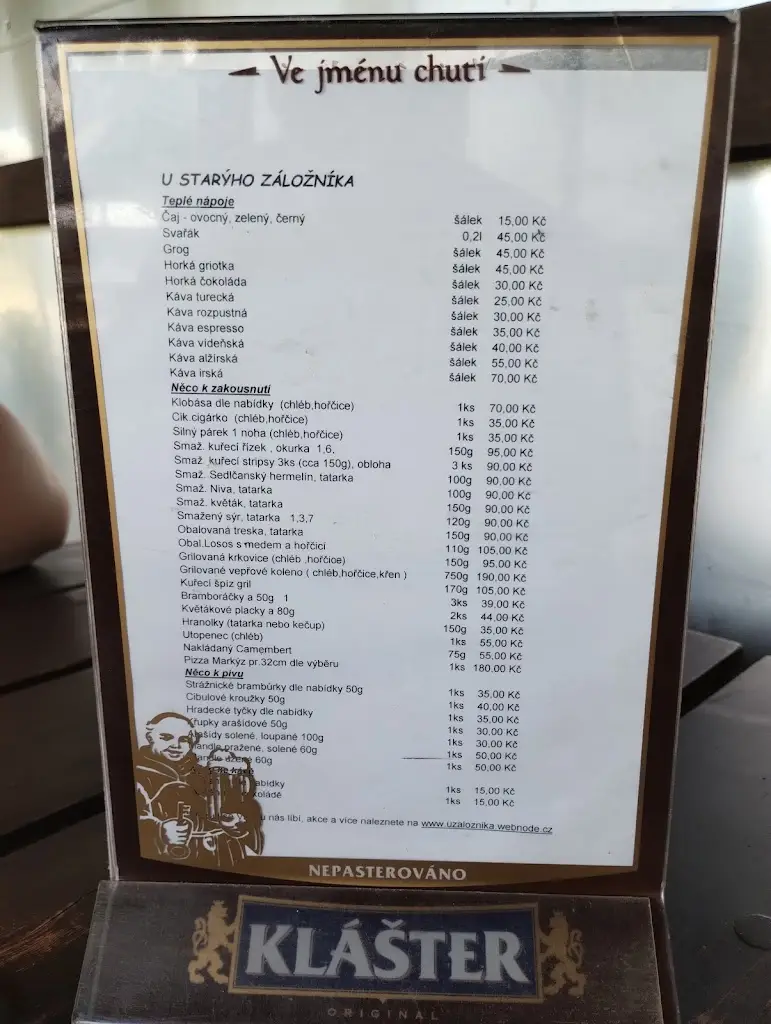 Ve jménu chuti
U STARÝHO ZÁLOŽNÍKA
Teplé nápoje
Čaj - ovocný, zelený, černý šálek 15,00 Kč
Svařák 0,2l 45,00 Kč
Grog šálek 45,00 Kč
Horká griotka šálek 45,00 Kč
Horká čokoláda šálek 30,00 Kč
Káva turecká šálek 25,00 Kč
Káva rozpustná šálek 30,00 Kč
Káva espresso šálek 35,00 Kč
Káva vídeňská šálek 40,00 Kč
Káva alžírská šálek 55,00 Kč
Káva irská šálek 70,00 Kč
Něco k zakousnutí
Klobása dle nabídky (chléb,hořčice) 1ks 70,00 Kč
Cik.cigárko (chléb,hořčice) 1ks 35,00 Kč
Silný párek 1 noha (chléb,hořčice) 1ks 35,00 Kč
Smaž. kuřecí řízek , okurka 1,6, 150g 95,00 Kč
Smaž. kuřecí stripsy 3ks (cca 150g), obloha 3 ks 90,00 Kč
Smaž. Sedlčanský hermelín, tatarka 100g 90,00 Kč
Smaž. Niva, tatarka 100g 90,00 Kč
Smaž. květák, tatarka 150g 90,00 Kč
Smažený sýr, tatarka 1,3,7 120g 90,00 Kč
Obalovaná treska, tatarka 150g 90,00 Kč
Obal.Losos s medem a hořčicí 110g 105,00 Kč
Grilovaná krkovice (chléb ,hořčice) 150g 95,00 Kč
Grilované vepřové koleno ( chléb,hořčice,křen ) 750g 190,00 Kč
Kuřecí špíz gril 170g 105,00 Kč
Bramboráčky a 50g 1 3ks 39,00 Kč
Květákové placky a 80g 2ks 44,00 Kč
Hranolky (tatarka nebo kečup) 150g 35,00 Kč
Utopenec (chléb) 1ks 55,00 Kč
Nakládaný Camembert 75g 55,00 Kč
Pizza Markýz pr.32cm dle výběru 1ks 180,00 Kč
Něco k pivu
Strážnické brambůrky dle nabídky 50g 1ks 35,00 Kč
Cibulové kroužky 50g 1ks 40,00 Kč
Hradecké tyčky dle nabídky 1ks 35,00 Kč
Křupky arašídové 50g 1ks 30,00 Kč
Arašídy solené, loupané 100g 1ks 30,00 Kč
pražené, solené 60g 1ks 50,00 Kč
60g 1ks 50,00 Kč
1ks 15,00 Kč
1ks 15,00 Kč
nás líbí, akce a více naleznete na www.uzaloznika.webnode.cz
NEPASTEROVÁNO
KLÁŠTER
ORIGINAL